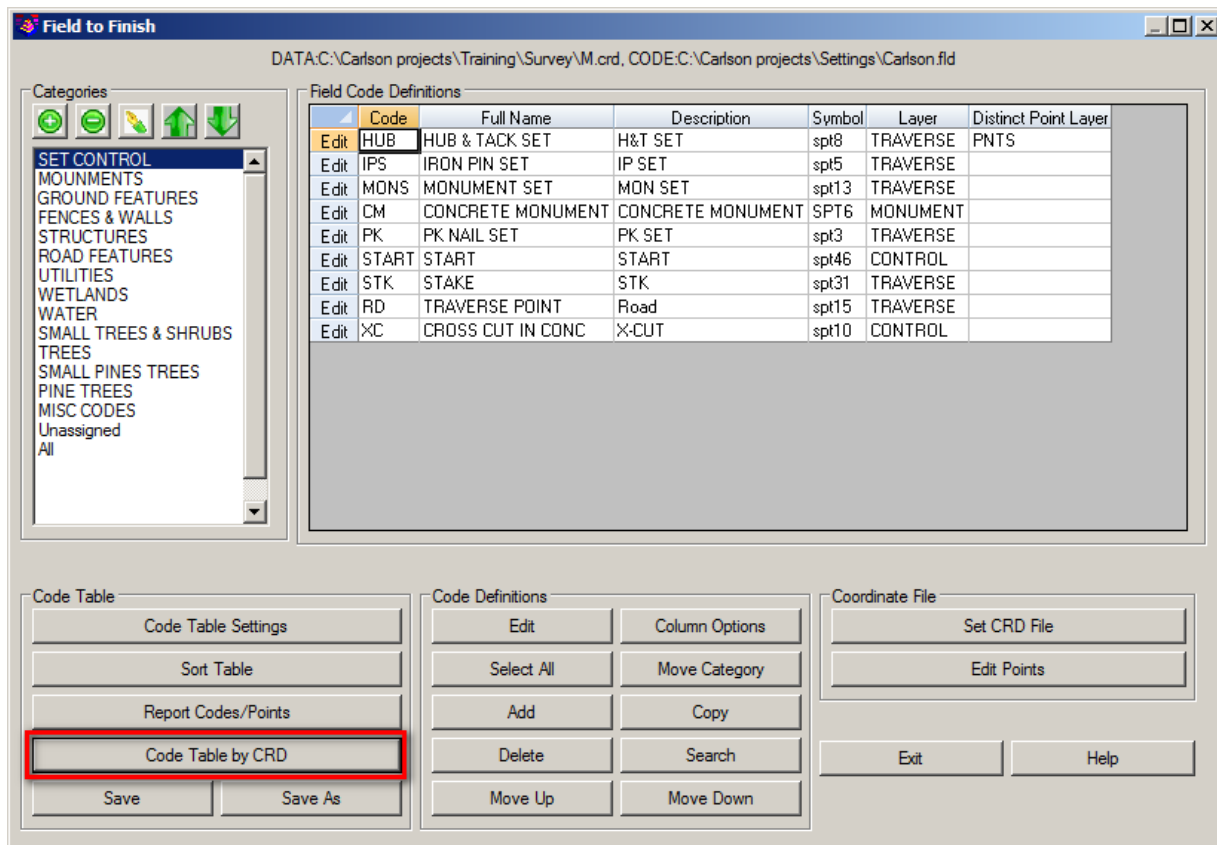 Field to Finish
DATA:C:\Carlson projects\Training\Survey\M.crd, CODE:C:\Carlson projects\Settings\Carlson.fld
Categories
SET CONTROL
MOUNMENTS
GROUND FEATURES
FENCES & WALLS
STRUCTURES
ROAD FEATURES
UTILITIES
WETLANDS
WATER
SMALL TREES & SHRUBS
TREES
SMALL PINES TREES
PINE TREES
MISC CODES
Unassigned
All
Field Code Definitions
Code Full Name Description Symbol Layer Distinct Point Layer
Edit HUB HUB & TACK SET H&T SET spt8 TRAVERSE PNTS
Edit IPS IRON PIN SET IP SET spt5 TRAVERSE
Edit MONS MONUMENT SET MON SET spt13 TRAVERSE
Edit CM CONCRETE MONUMENT CONCRETE MONUMENT SPT6 MONUMENT
Edit PK PK NAIL SET PK SET spt3 TRAVERSE
Edit START START START spt46 CONTROL
Edit STK STAKE STK spt31 TRAVERSE
Edit RD TRAVERSE POINT Road spt15 TRAVERSE
Edit XC CROSS CUT IN CONC X-CUT spt10 CONTROL
Code Table
Code Table Settings
Sort Table
Report Codes/Points
Code Table by CRD
Save Save As
Code Definitions
Edit Column Options
Select All Move Category
Add Copy
Delete Search
Move Up Move Down
Coordinate File
Set CRD File
Edit Points
Exit Help